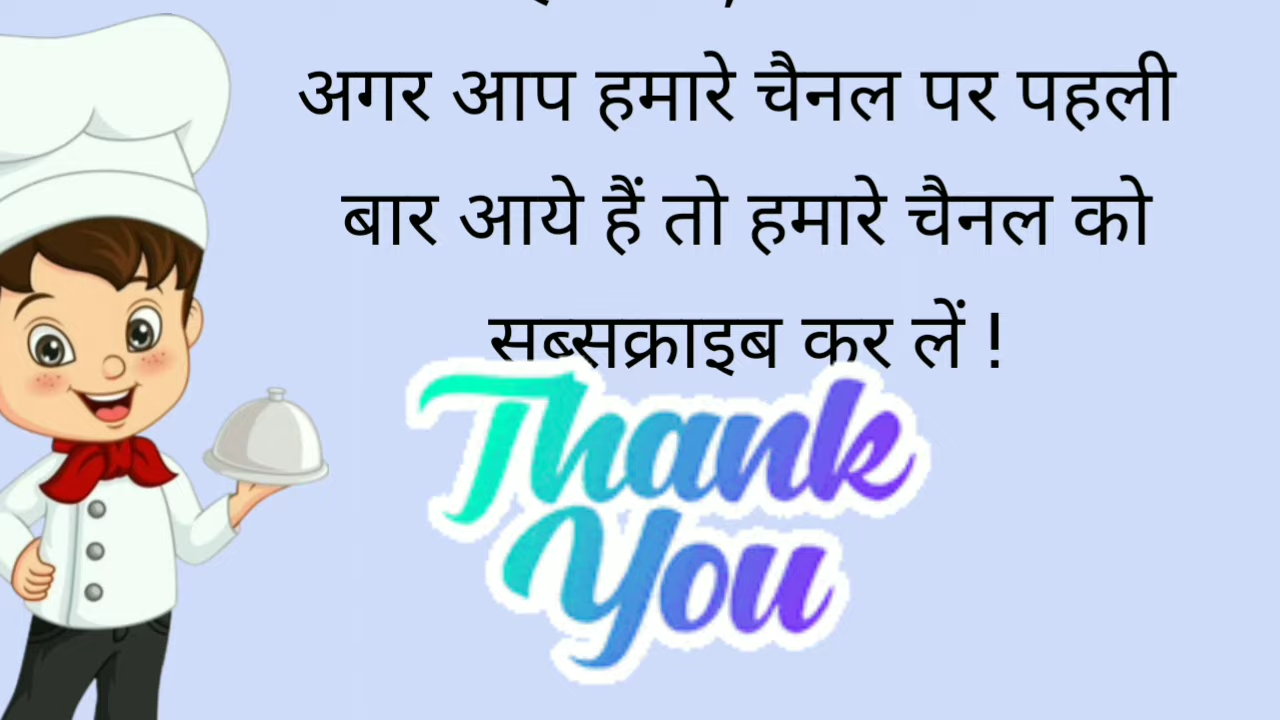 अगर आप हमारे चैनल पर पहली
बार आये हैं तो हमारे चैनल को
सब्सक्राइब कर लें !
Thank
You